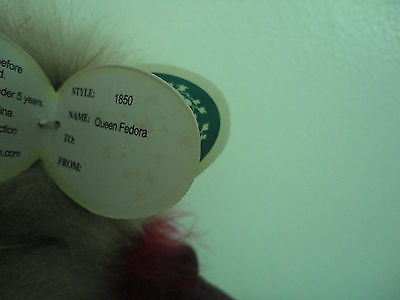 before
d.
der 5 years
ina.
ction
.com
STYLE: 1850
NAME: Queen Fedora
TO:
FROM: